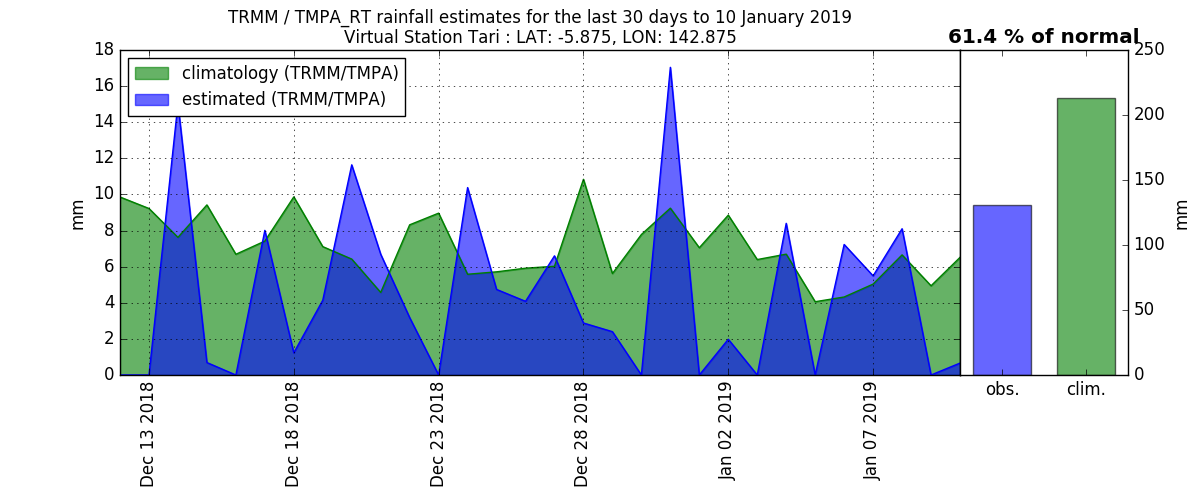 TRMM / TMPA_RT rainfall estimates for the last 30 days to 10 January 2019
Virtual Station Tari : LAT: -5.875, LON: 142.875
61.4 % of normal
climatology (TRMM/TMPA)
estimated (TRMM/TMPA)
mm
18
16
14
12
10
8
6
4
2
0
Dec 13 2018
Dec 18 2018
Dec 23 2018
Dec 28 2018
Jan 02 2019
Jan 07 2019
obs.
clim.
250
200
150
100
50
0
mm